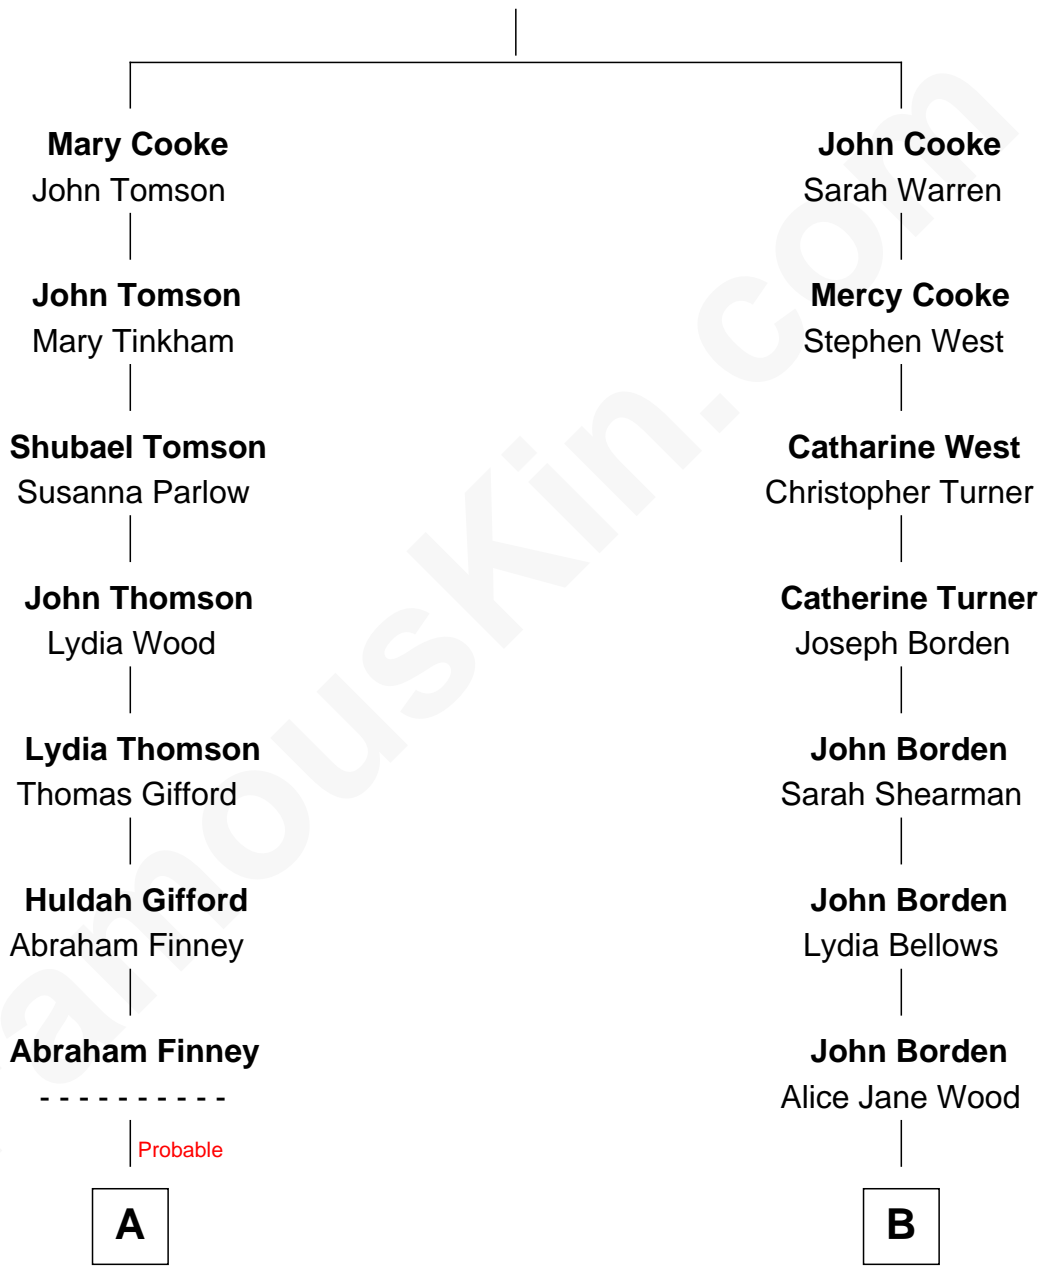 Mary Cooke
John Tomson
John Tomson
Mary Tinkham
Shubael Tomson
Susanna Parlow
John Thomson
Lydia Wood
Lydia Thomson
Thomas Gifford
Huldah Gifford
Abraham Finney
Abraham Finney
- - - - - - - - - -
Probable
A
John Cooke
Sarah Warren
Mercy Cooke
Stephen West
Catharine West
Christopher Turner
Catherine Turner
Joseph Borden
John Borden
Sarah Shearman
John Borden
Lydia Bellows
John Borden
Alice Jane Wood
B
amousKin.com